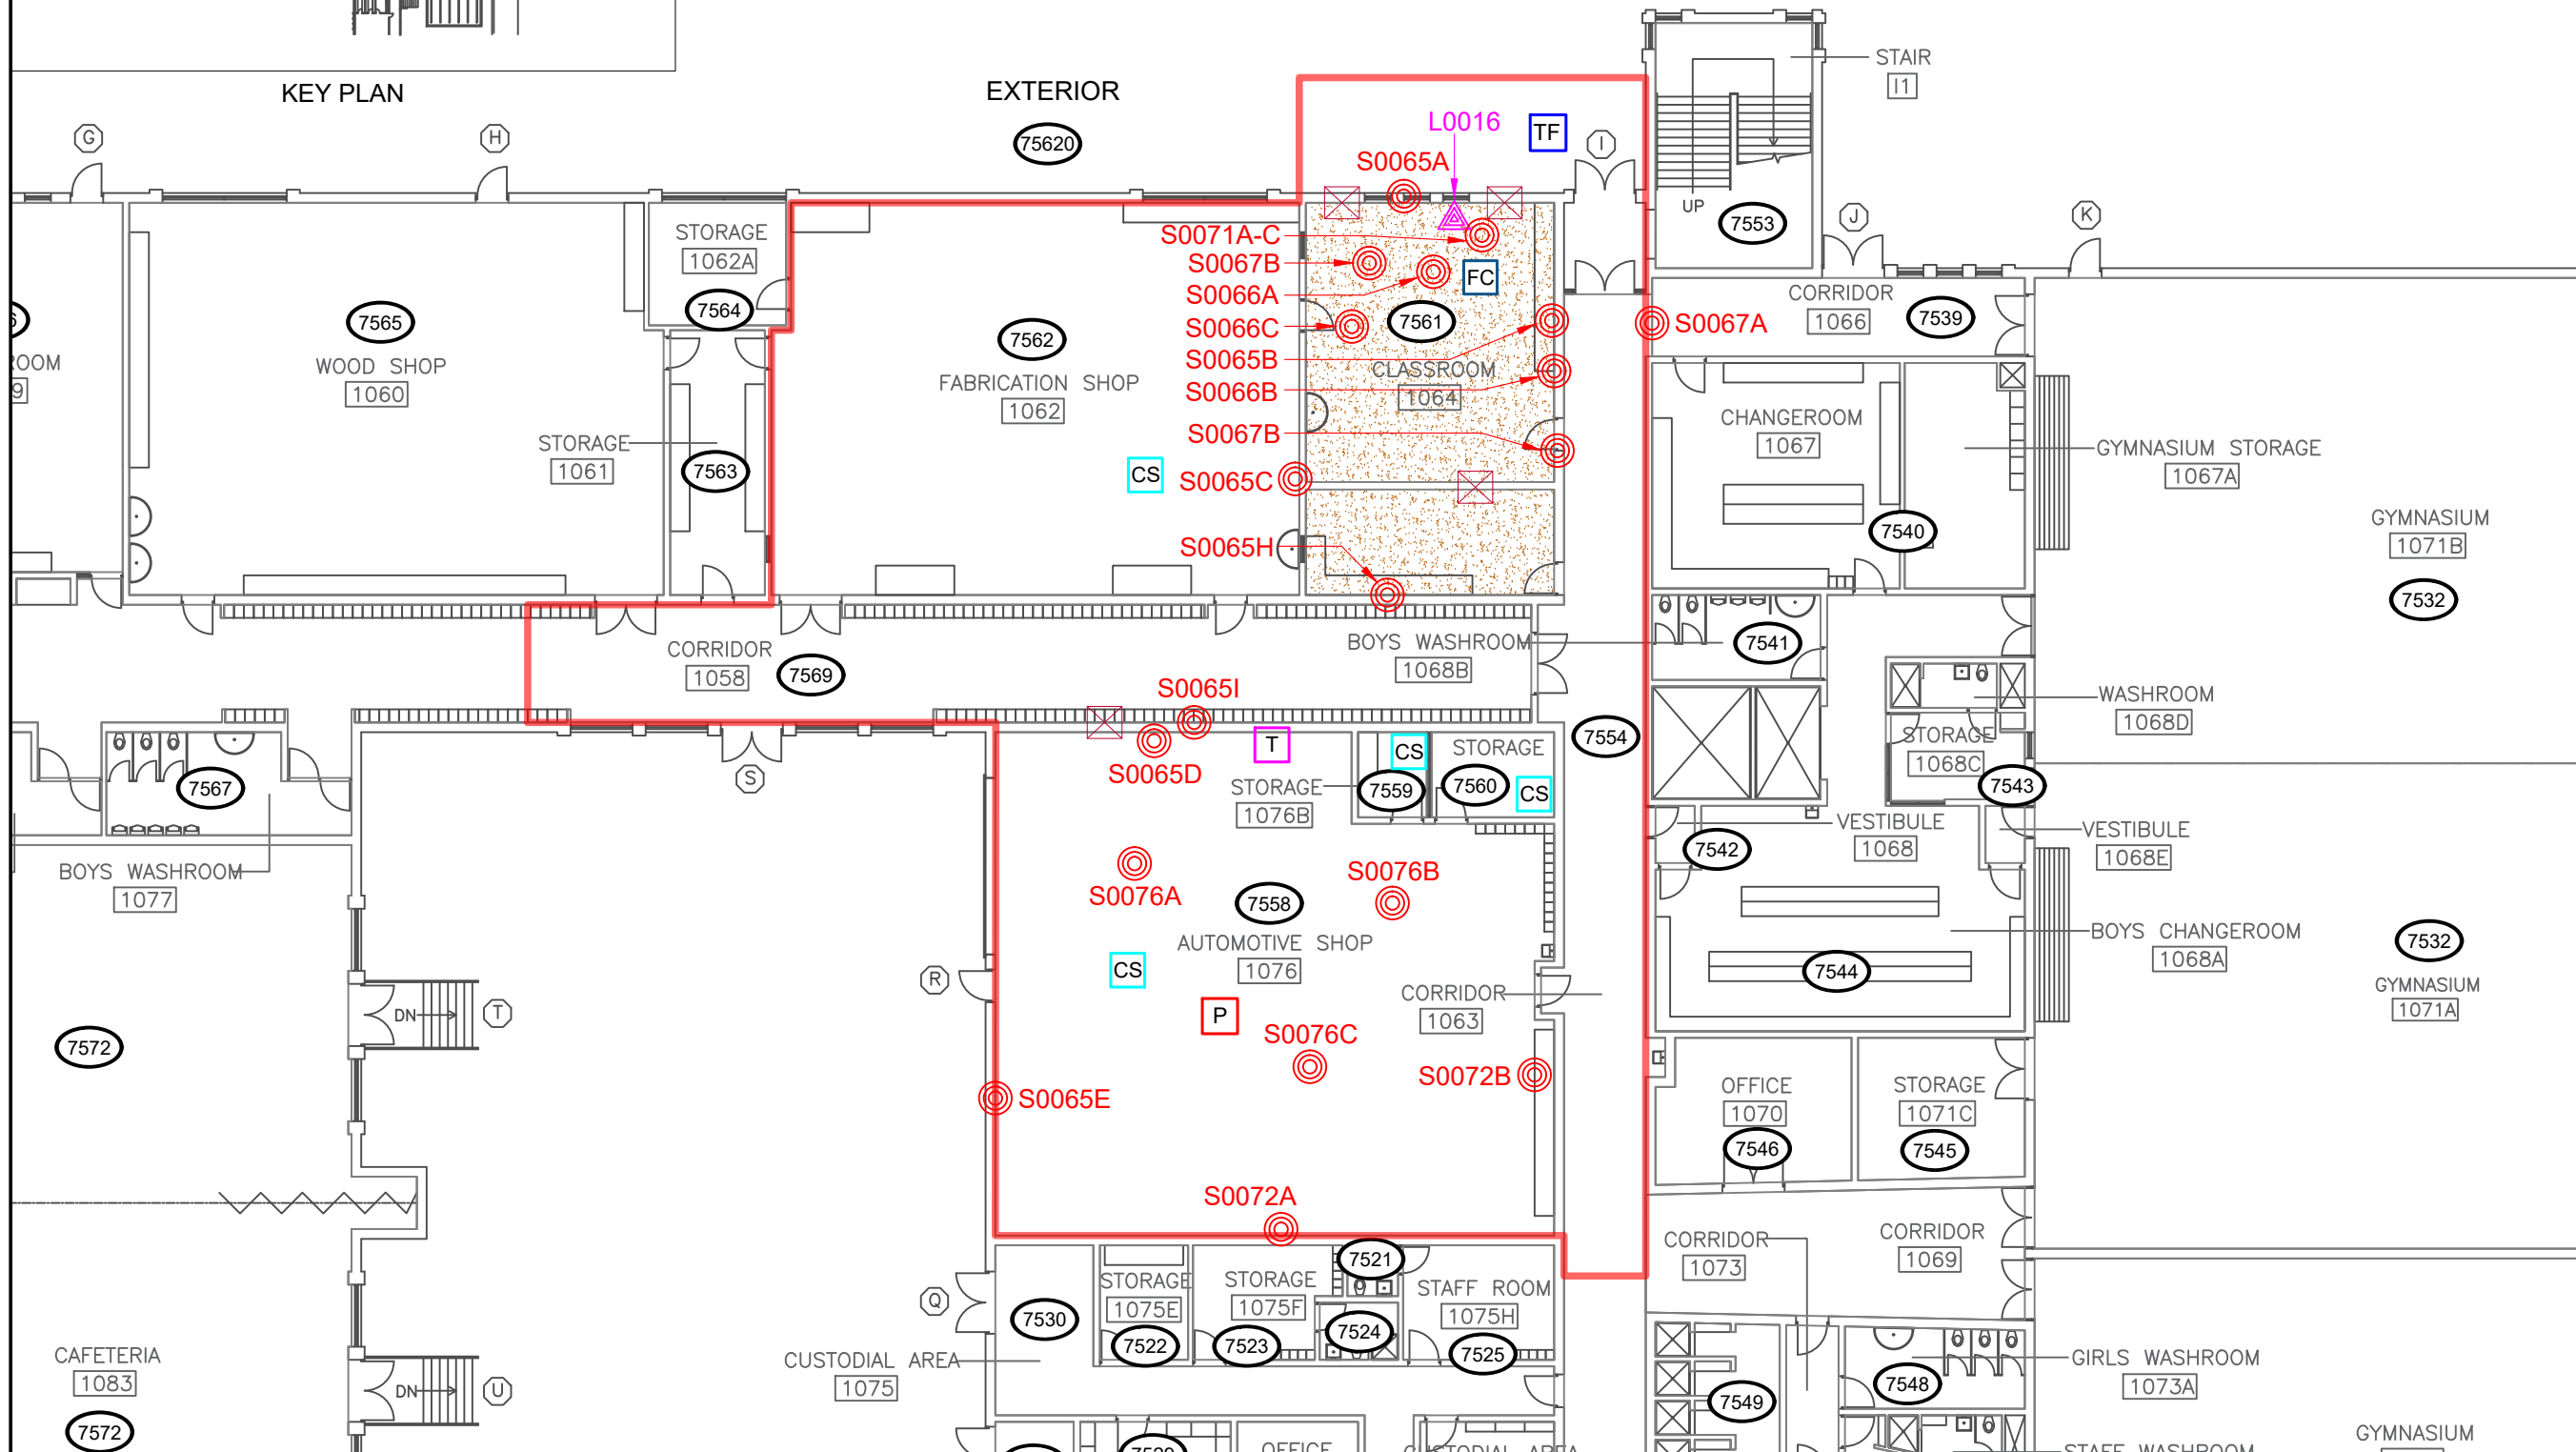 KEY PLAN
EXTERIOR
75620
G
H
I
J
K
L0016
TF
S0065A
STAIR
I1
UP
7553
STORAGE
1062A
7564
S0071A-C
S0067B
S0066A
S0066C
S0065B
S0066B
S0067B
S0065C
S0065H
FC
7561
CLASSROOM
1064
S0067A
CORRIDOR
1066
7539
7565
WOOD SHOP
1060
7562
FABRICATION SHOP
1062
CS
STORAGE
1061
7563
CHANGEROOM
1067
GYMNASIUM STORAGE
1067A
7540
GYMNASIUM
1071B
7532
CORRIDOR
1058
7569
BOYS WASHROOM
1068B
7541
WASHROOM
1068D
STORAGE
1068C
7543
S0065I
S0065D
T
CS
STORAGE
7559
7560
CS
STORAGE
1076B
7554
S
7567
BOYS WASHROOM
1077
7542
VESTIBULE
1068
VESTIBULE
1068E
S0076A
S0076B
7558
AUTOMOTIVE SHOP
1076
CS
P
R
BOYS CHANGEROOM
1068A
7544
7532
GYMNASIUM
1071A
CORRIDOR
1063
DN
T
7572
S0076C
S0072B
S0065E
OFFICE
1070
7546
STORAGE
1071C
7545
S0072A
CORRIDOR
1073
CORRIDOR
1069
7521
STORAGE
1075E
7522
STORAGE
1075F
7523
7524
STAFF ROOM
1075H
7525
7530
Q
CUSTODIAL AREA
1075
CAFETERIA
1083
7572
DN
U
GIRLS WASHROOM
1073A
7548
7549
GYMNASIUM
STAFF WASHROOM
OFFICE
CUSTODIAL AREA